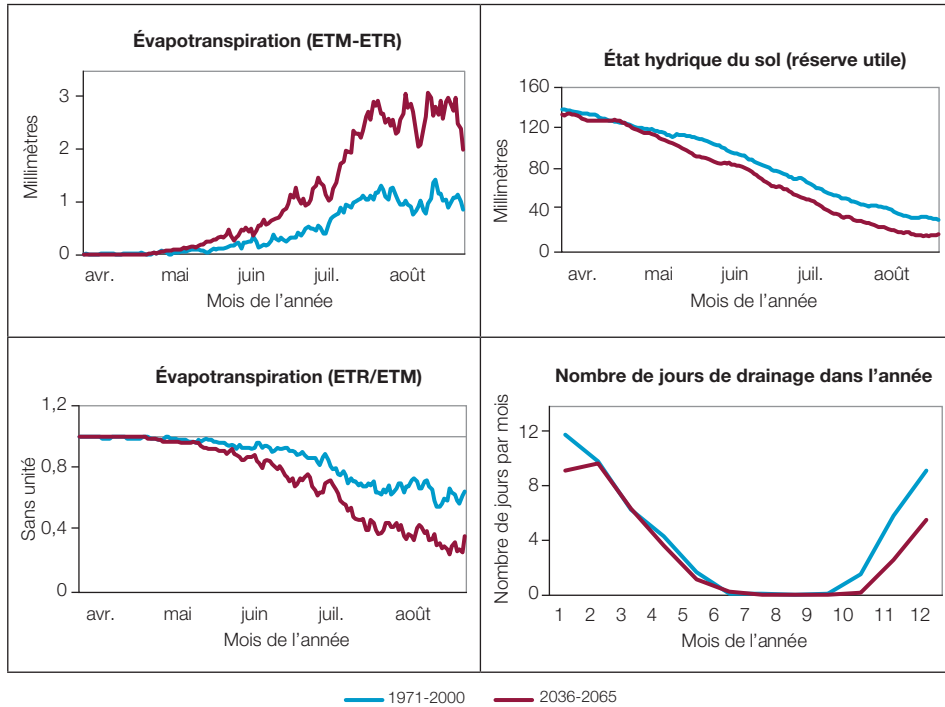 Évapotranspiration (ETM-ETR)
Millimètres
3
2
1
0
avr. mai juin juil. août
Mois de l'année
État hydrique du sol (réserve utile)
Millimètres
160
120
80
40
0
avr. mai juin juil. août
Mois de l'année
Évapotranspiration (ETR/ETM)
Sans unité
1,2
0,8
0,4
0
avr. mai juin juil. août
Mois de l'année
Nombre de jours de drainage dans l'année
Nombre de jours par mois
12
8
4
0
1 2 3 4 5 6 7 8 9 10 11 12
Mois de l'année
1971-2000 2036-2065